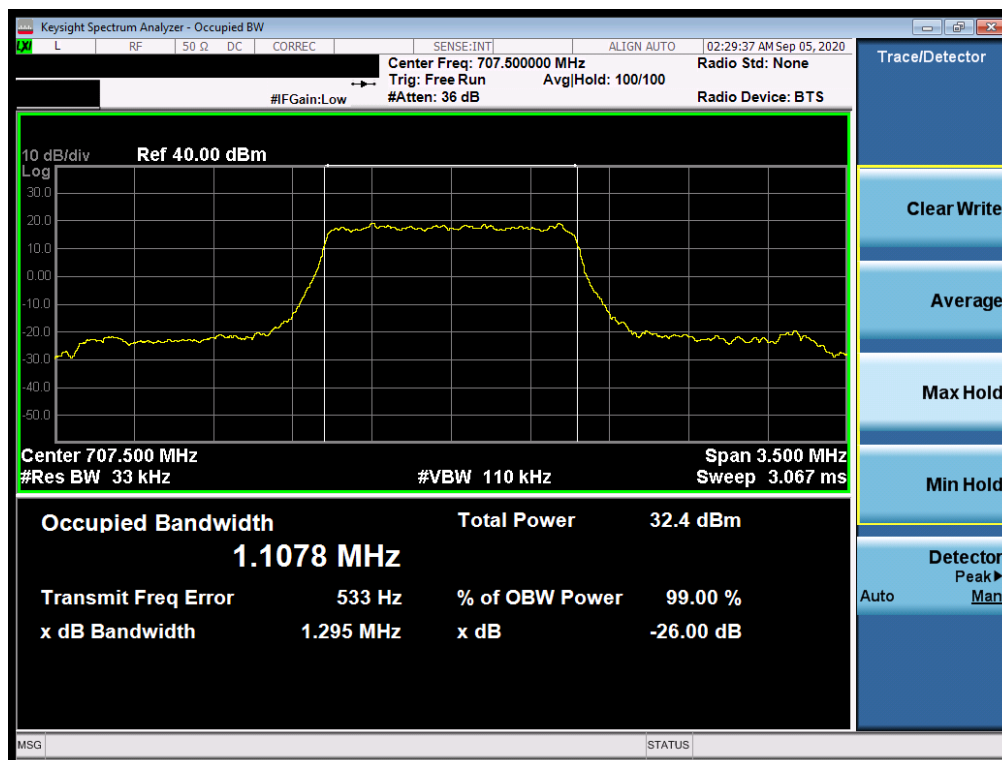 Keysight Spectrum Analyzer - Occupied BW
LXI L RF 50 Ω DC CORREC SENSE:INT ALIGN AUTO 02:29:37 AM Sep 05, 2020
Center Freq: 707.500000 MHz Radio Std: None
Trig: Free Run Avg|Hold: 100/100
#IFGain:Low #Atten: 36 dB Radio Device: BTS
Trace/Detector
10 dB/div Ref 40.00 dBm
Log
30.0
20.0
10.0
0.00
-10.0
-20.0
-30.0
-40.0
-50.0
Center 707.500 MHz Span 3.500 MHz
#Res BW 33 kHz #VBW 110 kHz Sweep 3.067 ms
Occupied Bandwidth Total Power 32.4 dBm
1.1078 MHz
Transmit Freq Error 533 Hz % of OBW Power 99.00 %
x dB Bandwidth 1.295 MHz x dB -26.00 dB
Clear Write
Average
Max Hold
Min Hold
Detector
Peak▶
Auto Man
MSG STATUS